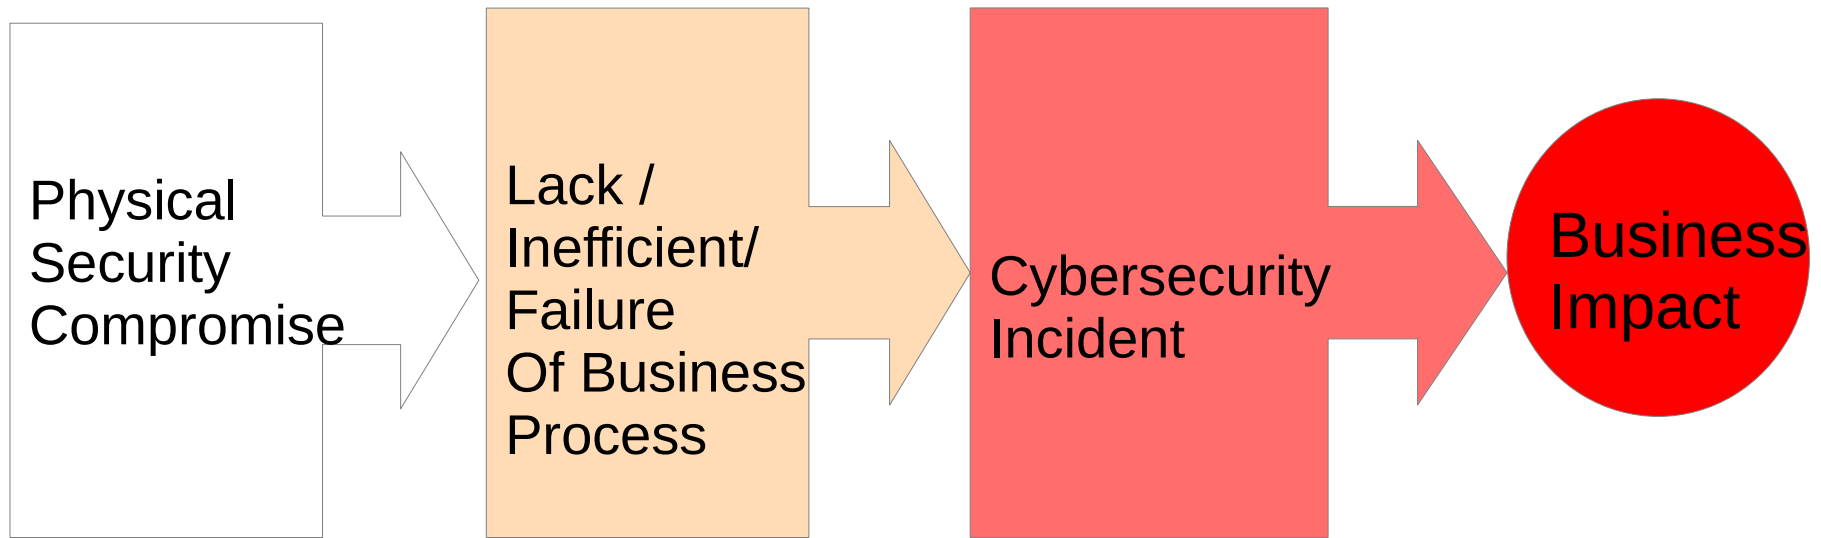 Physical
Security
Compromise
Lack /
Inefficient/
Failure
Of Business
Process
Cybersecurity
Incident
Business
Impact